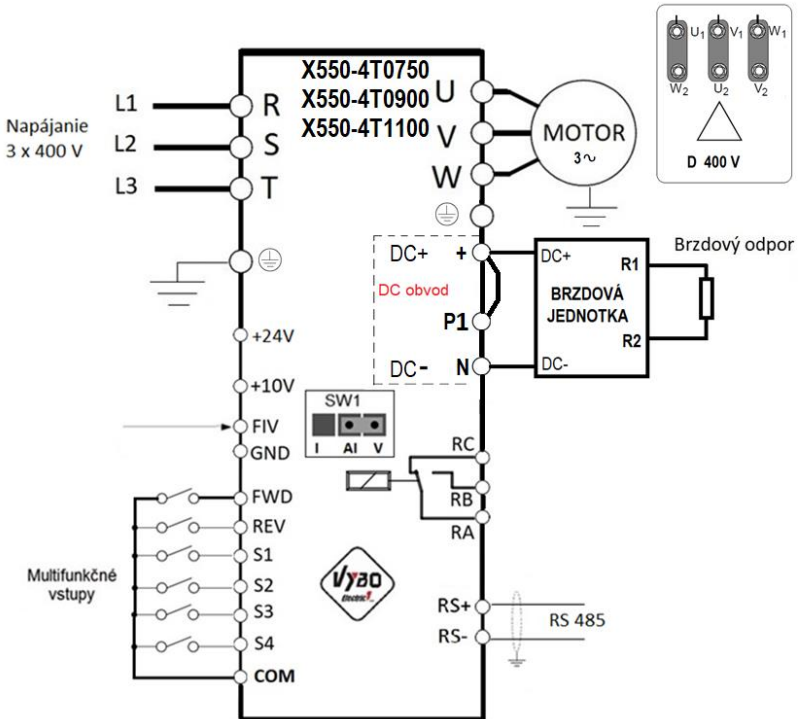 X550-4T0750
X550-4T0900
X550-4T1100
Napájanie
3 x 400 V
L1
L2
L3
R
S
T
U
V
W
MOTOR
3~
U1
V1
W1
W2
U2
V2
D 400 V
DC+
+
DC obvod
P1
DC-
N
DC+
R1
BRZDOVÁ
JEDNOTKA
R2
DC-
Brzdový odpor
+24V
+10V
FIV
GND
SW1
I AI V
RC
RB
RA
FWD
REV
S1
S2
S3
S4
COM
Multifunkčné
vstupy
VYBO
Electric
RS+
RS-
RS 485